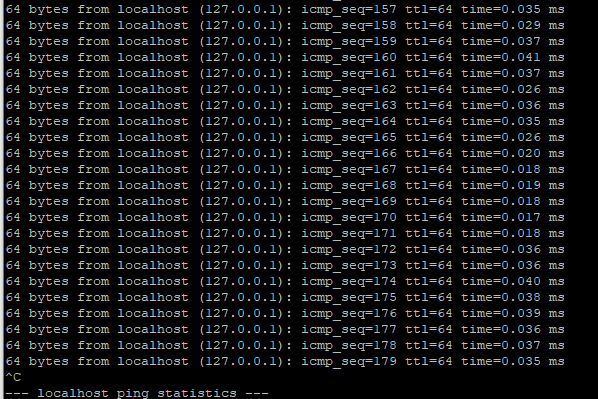 64 bytes from localhost (127.0.0.1): icmp_seq=157 ttl=64 time=0.035 ms
64 bytes from localhost (127.0.0.1): icmp_seq=158 ttl=64 time=0.029 ms
64 bytes from localhost (127.0.0.1): icmp_seq=159 ttl=64 time=0.037 ms
64 bytes from localhost (127.0.0.1): icmp_seq=160 ttl=64 time=0.041 ms
64 bytes from localhost (127.0.0.1): icmp_seq=161 ttl=64 time=0.037 ms
64 bytes from localhost (127.0.0.1): icmp_seq=162 ttl=64 time=0.026 ms
64 bytes from localhost (127.0.0.1): icmp_seq=163 ttl=64 time=0.036 ms
64 bytes from localhost (127.0.0.1): icmp_seq=164 ttl=64 time=0.035 ms
64 bytes from localhost (127.0.0.1): icmp_seq=165 ttl=64 time=0.026 ms
64 bytes from localhost (127.0.0.1): icmp_seq=166 ttl=64 time=0.020 ms
64 bytes from localhost (127.0.0.1): icmp_seq=167 ttl=64 time=0.018 ms
64 bytes from localhost (127.0.0.1): icmp_seq=168 ttl=64 time=0.019 ms
64 bytes from localhost (127.0.0.1): icmp_seq=169 ttl=64 time=0.018 ms
64 bytes from localhost (127.0.0.1): icmp_seq=170 ttl=64 time=0.017 ms
64 bytes from localhost (127.0.0.1): icmp_seq=171 ttl=64 time=0.018 ms
64 bytes from localhost (127.0.0.1): icmp_seq=172 ttl=64 time=0.036 ms
64 bytes from localhost (127.0.0.1): icmp_seq=173 ttl=64 time=0.036 ms
64 bytes from localhost (127.0.0.1): icmp_seq=174 ttl=64 time=0.040 ms
64 bytes from localhost (127.0.0.1): icmp_seq=175 ttl=64 time=0.038 ms
64 bytes from localhost (127.0.0.1): icmp_seq=176 ttl=64 time=0.039 ms
64 bytes from localhost (127.0.0.1): icmp_seq=177 ttl=64 time=0.036 ms
64 bytes from localhost (127.0.0.1): icmp_seq=178 ttl=64 time=0.037 ms
64 bytes from localhost (127.0.0.1): icmp_seq=179 ttl=64 time=0.035 ms
^C
--- localhost ping statistics ---